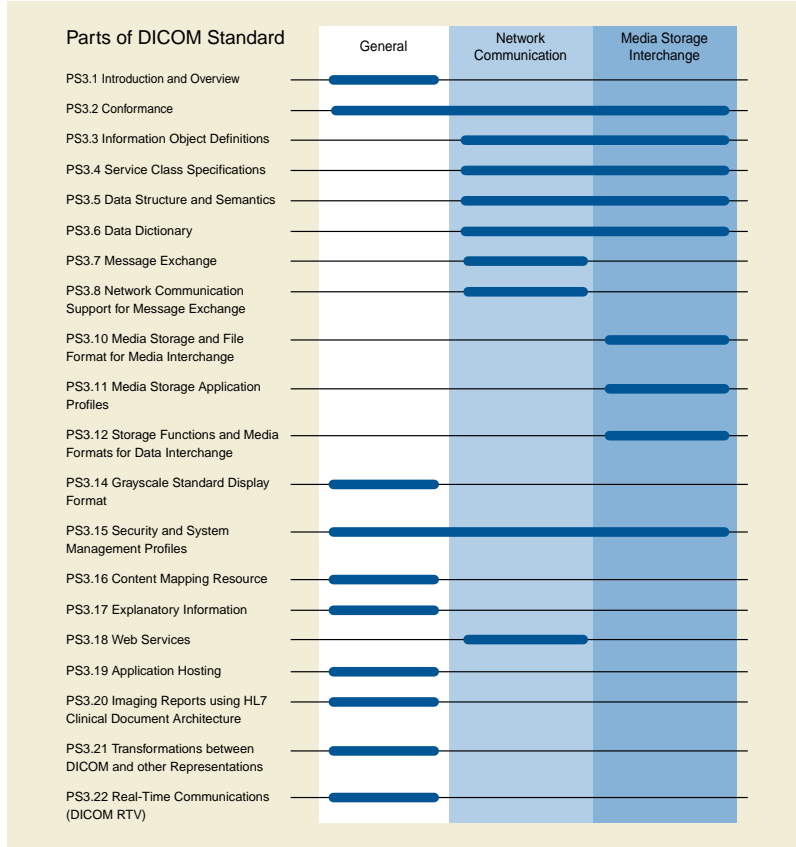 Parts of DICOM Standard
General
Network
Communication
Media Storage
Interchange
PS3.1 Introduction and Overview
PS3.2 Conformance
PS3.3 Information Object Definitions
PS3.4 Service Class Specifications
PS3.5 Data Structure and Semantics
PS3.6 Data Dictionary
PS3.7 Message Exchange
PS3.8 Network Communication
Support for Message Exchange
PS3.10 Media Storage and File
Format for Media Interchange
PS3.11 Media Storage Application
Profiles
PS3.12 Storage Functions and Media
Formats for Data Interchange
PS3.14 Grayscale Standard Display
Format
PS3.15 Security and System
Management Profiles
PS3.16 Content Mapping Resource
PS3.17 Explanatory Information
PS3.18 Web Services
PS3.19 Application Hosting
PS3.20 Imaging Reports using HL7
Clinical Document Architecture
PS3.21 Transformations between
DICOM and other Representations
PS3.22 Real-Time Communications
(DICOM RTV)